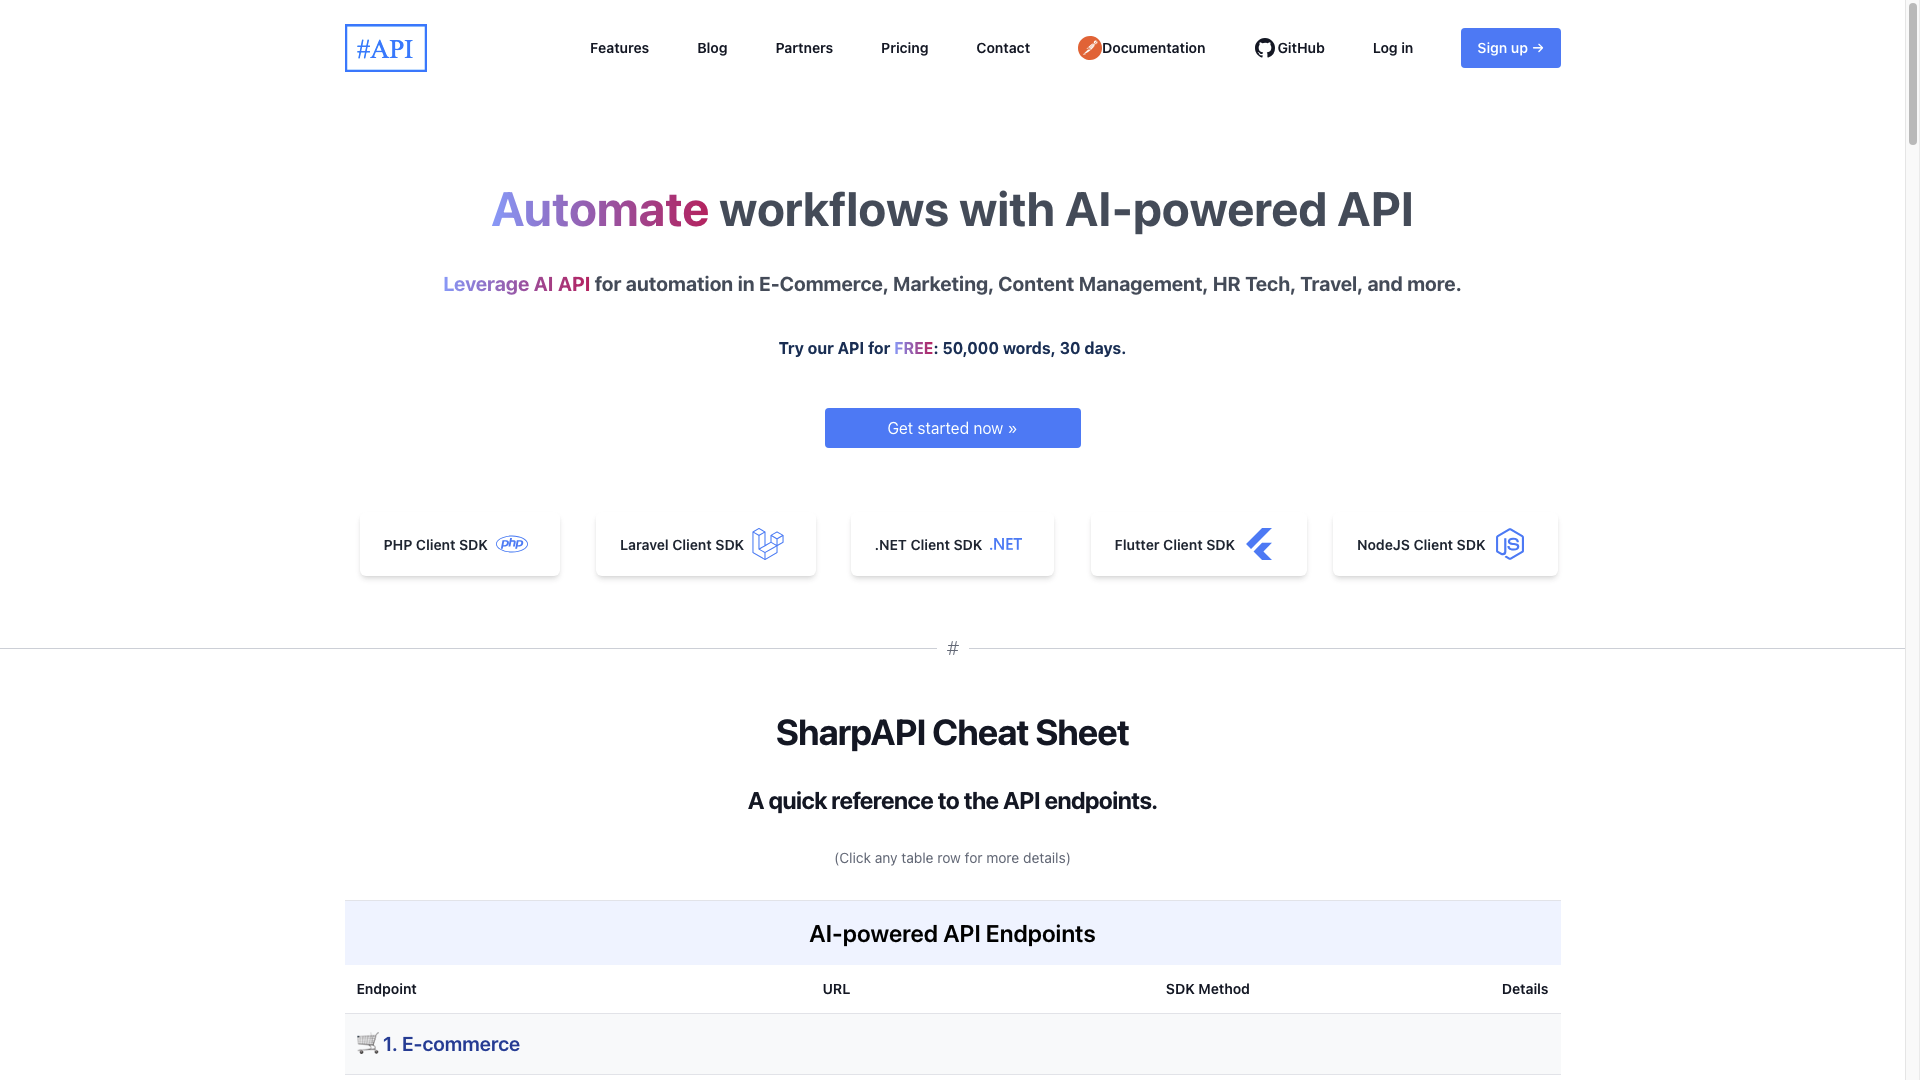 #API
Features
Blog
Partners
Pricing
Contact
Documentation
GitHub
Log in
Sign up →
Automate workflows with AI-powered API
Leverage AI API for automation in E-Commerce, Marketing, Content Management, HR Tech, Travel, and more.
Try our API for FREE: 50,000 words, 30 days.
Get started now »
PHP Client SDK php
Laravel Client SDK
.NET Client SDK .NET
Flutter Client SDK
NodeJS Client SDK JS
#
SharpAPI Cheat Sheet
A quick reference to the API endpoints.
(Click any table row for more details)
AI-powered API Endpoints
Endpoint
URL
SDK Method
Details
🛒1. E-commerce